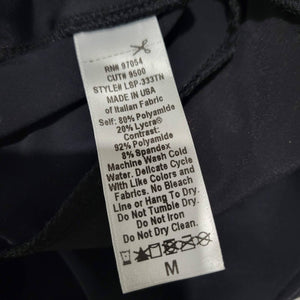 RN# 97054
CUT# 9500
STYLE# LBP-333TN
MADE IN USA
of Italian Fabric
Self: 80% Polyamide
20% Lycra®
Contrast:
92% Polyamide
8% Spandex
Machine Wash Cold
Water. Delicate Cycle
With Like Colors and
Fabrics. No Bleach
Line or Hang To Dry.
Do Not Tumble Dry.
Do Not Iron
Do Not Dry Clean.
M